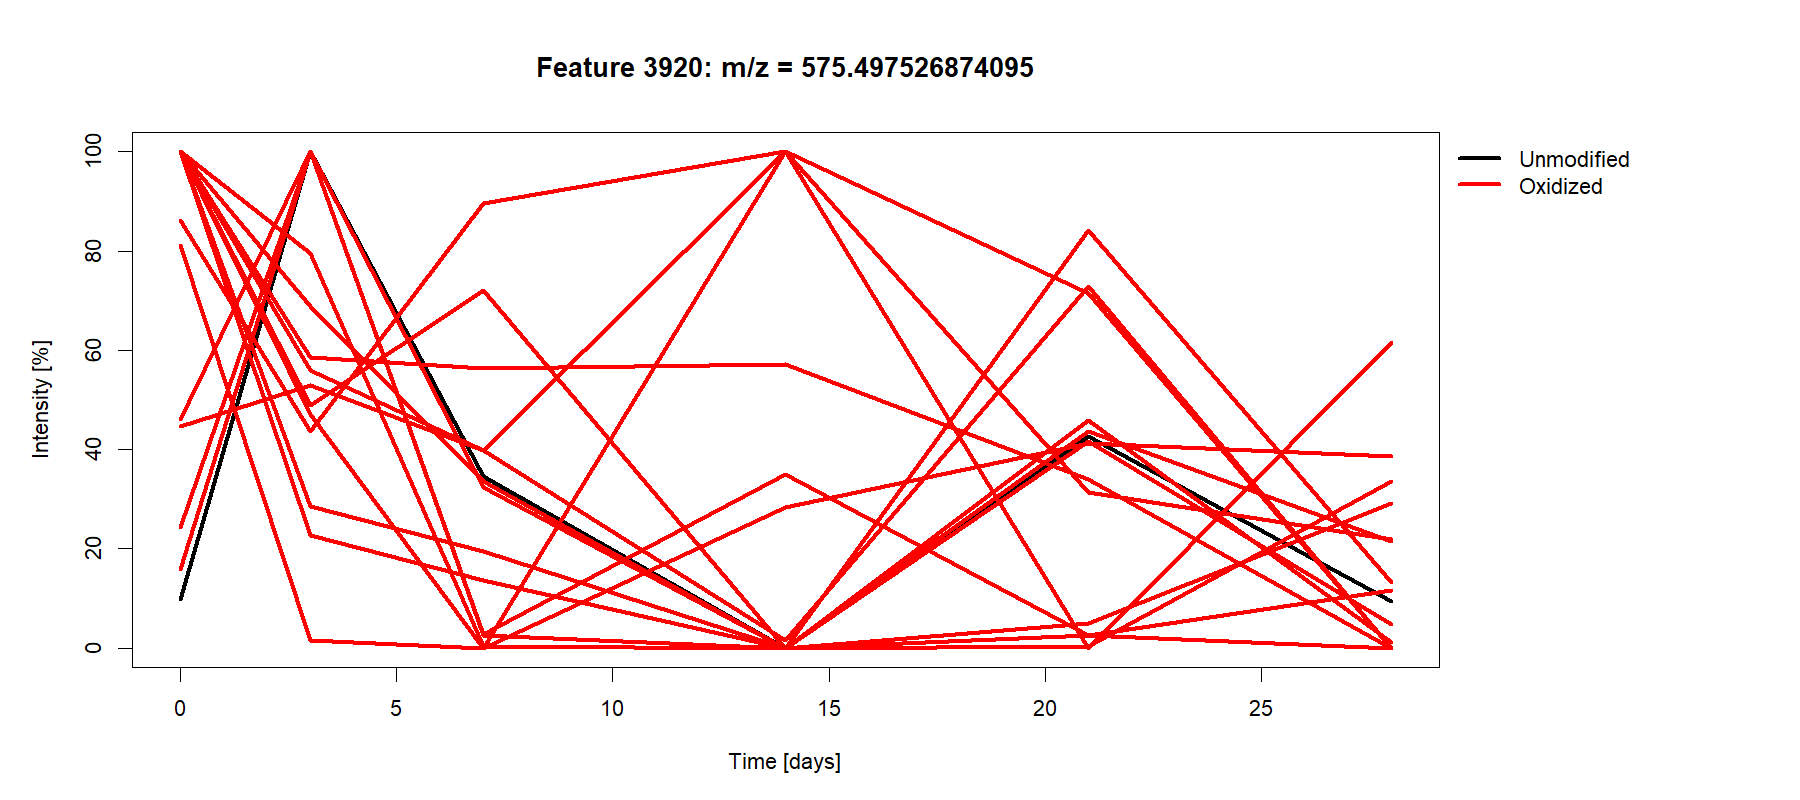 Feature 3920: m/z = 575.497526874095
Unmodified
Oxidized
Intensity [%]
100
80
60
40
20
0
0 5 10 15 20 25
Time [days]